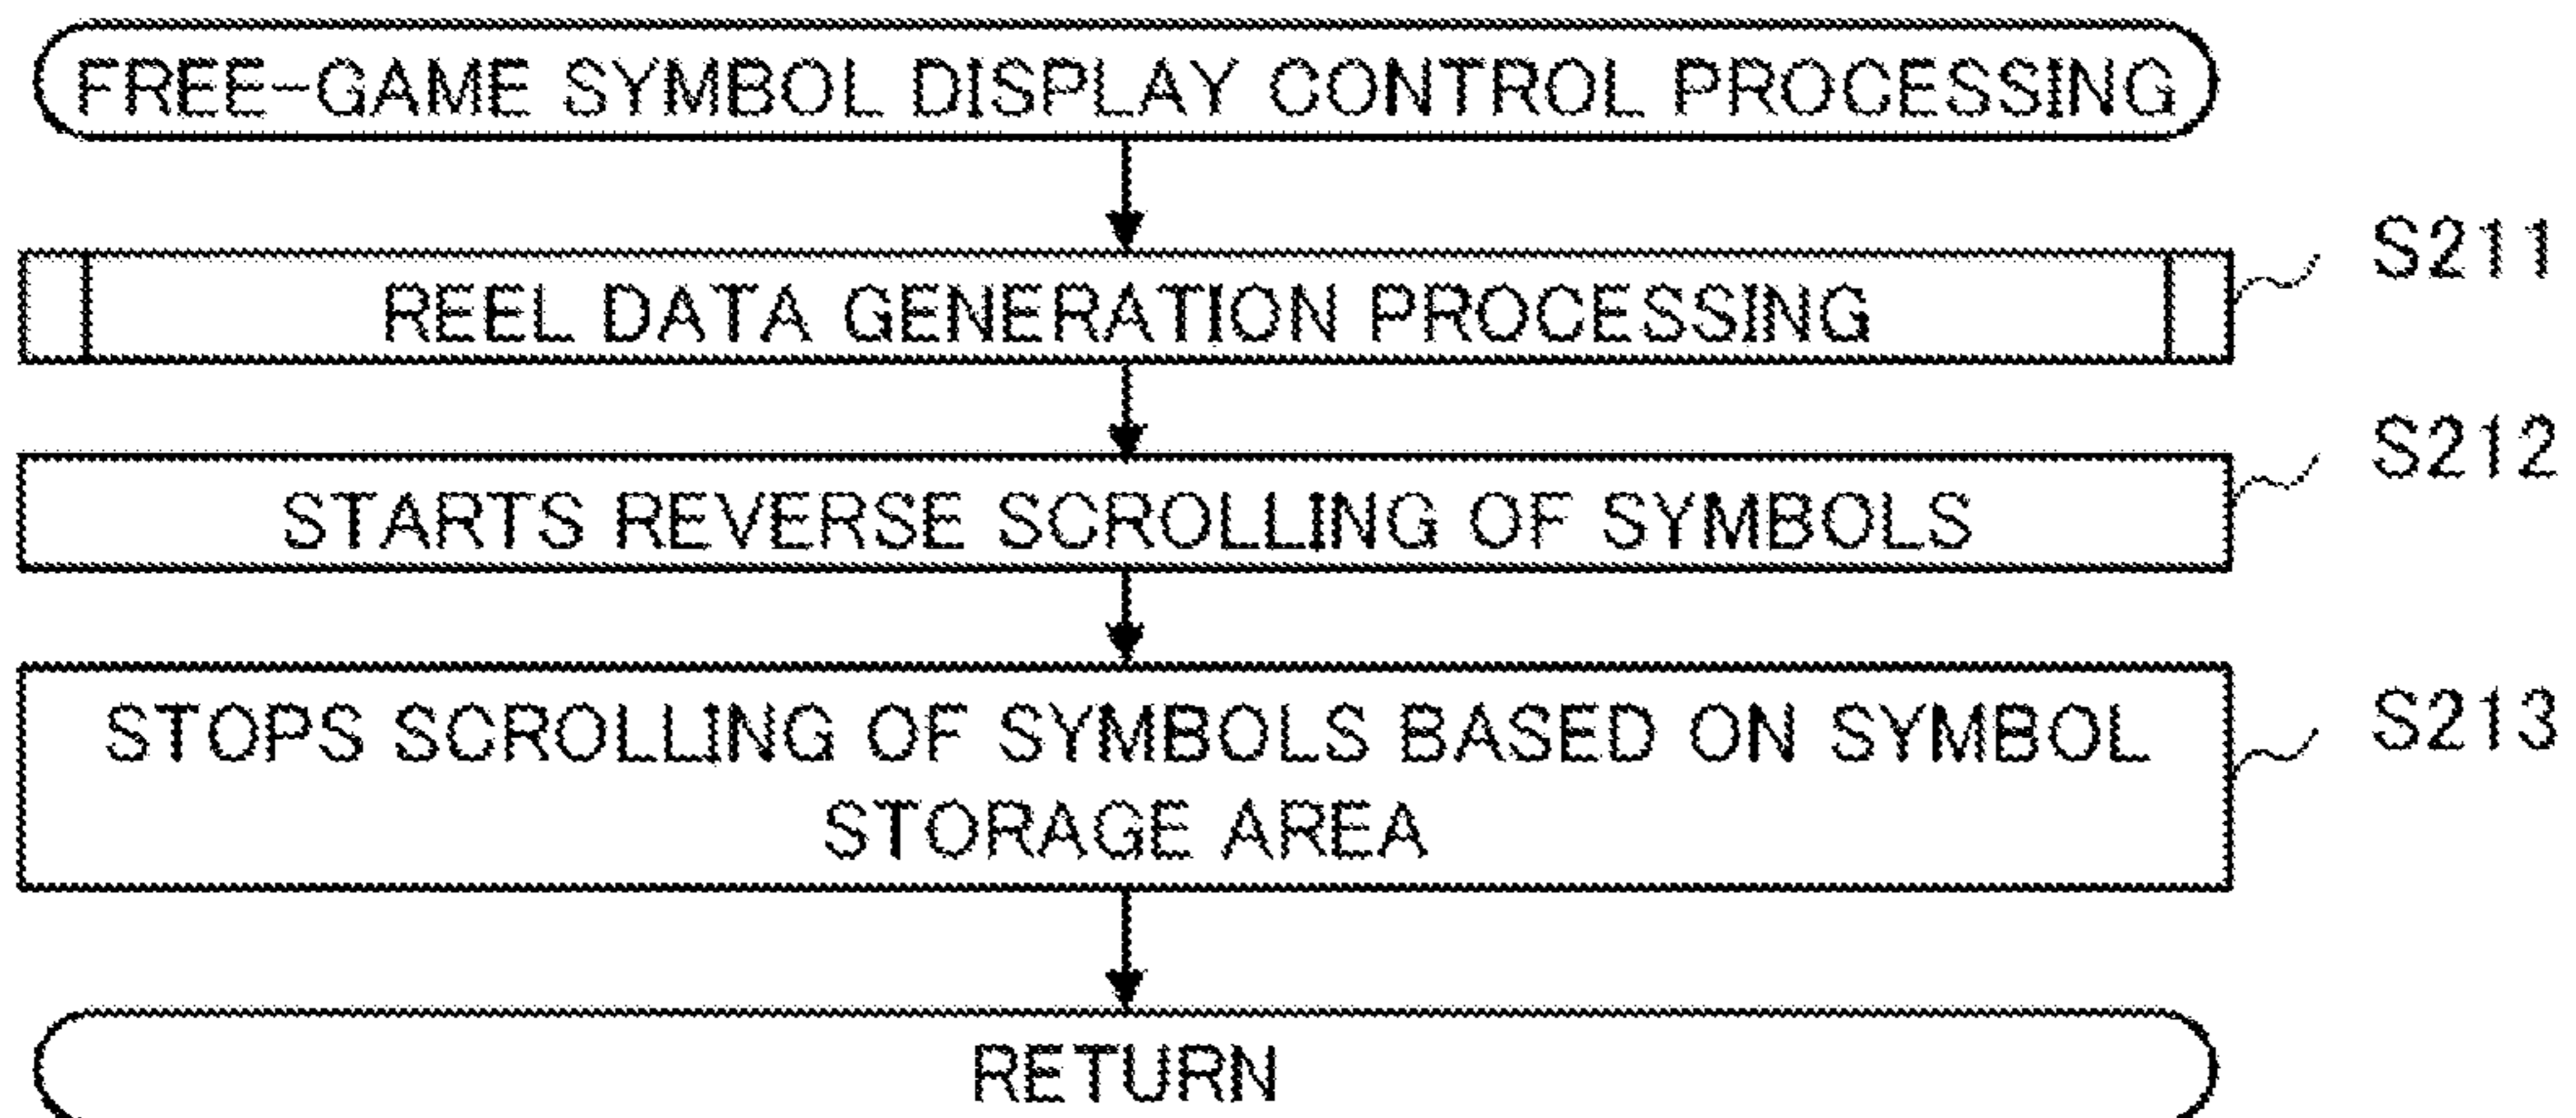 FREE-GAME SYMBOL DISPLAY CONTROL PROCESSING
S211
REEL DATA GENERATION PROCESSING
S212
STARTS REVERSE SCROLLING OF SYMBOLS
S213
STOPS SCROLLING OF SYMBOLS BASED ON SYMBOL
STORAGE AREA
RETURN